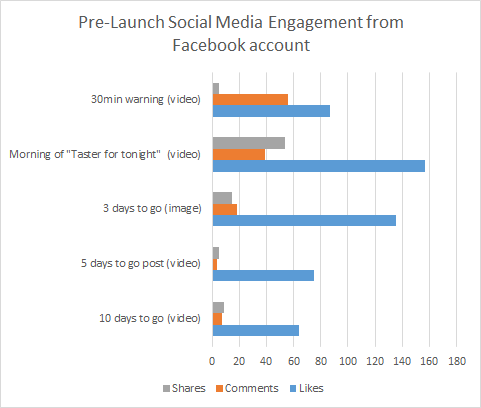 Pre-Launch Social Media Engagement from
Facebook account
30min warning (video)
Morning of "Taster for tonight"  (video)
3 days to go (image)
5 days to go post (video)
10 days to go (video)
0 20 40 60 80 100 120 140 160 180
Shares Comments Likes